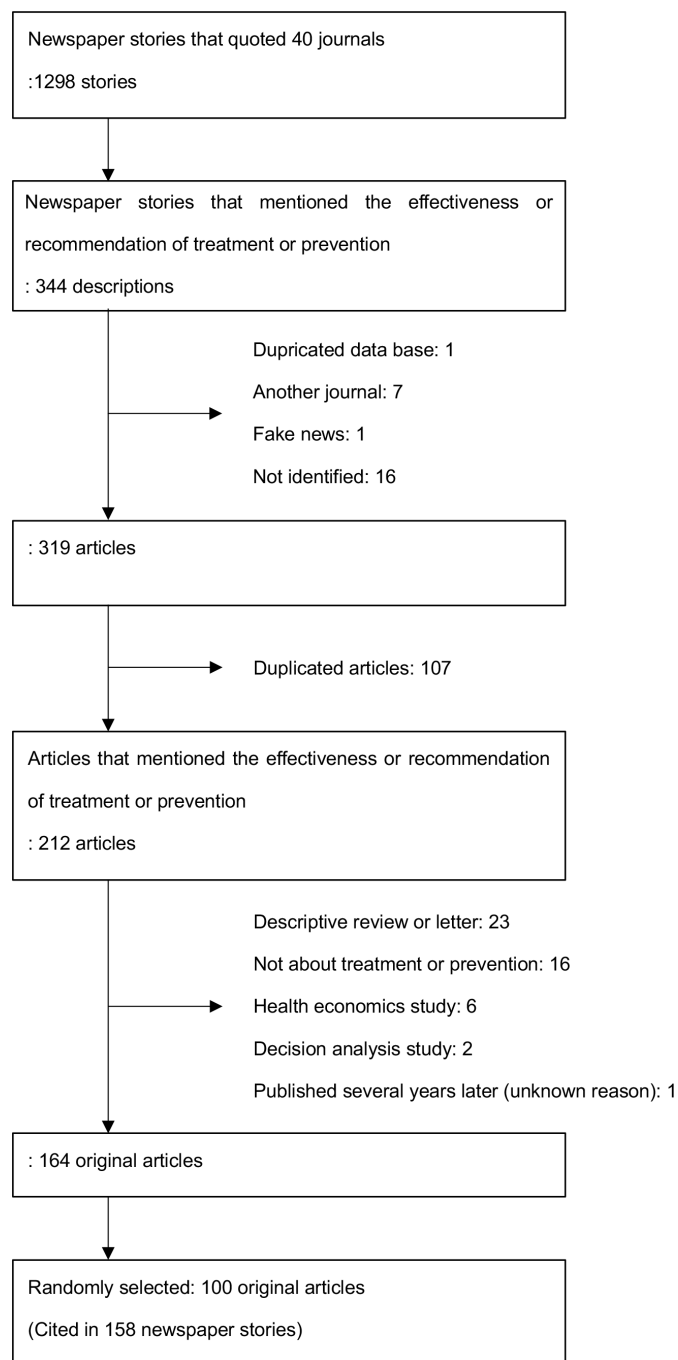 Newspaper stories that quoted 40 journals
:1298 stories
Newspaper stories that mentioned the effectiveness or
recommendation of treatment or prevention
: 344 descriptions
Dupricated data base: 1
Another journal: 7
Fake news: 1
Not identified: 16
: 319 articles
Duplicated articles: 107
Articles that mentioned the effectiveness or recommendation
of treatment or prevention
: 212 articles
Descriptive review or letter: 23
Not about treatment or prevention: 16
Health economics study: 6
Decision analysis study: 2
Published several years later (unknown reason): 1
: 164 original articles
Randomly selected: 100 original articles
(Cited in 158 newspaper stories)